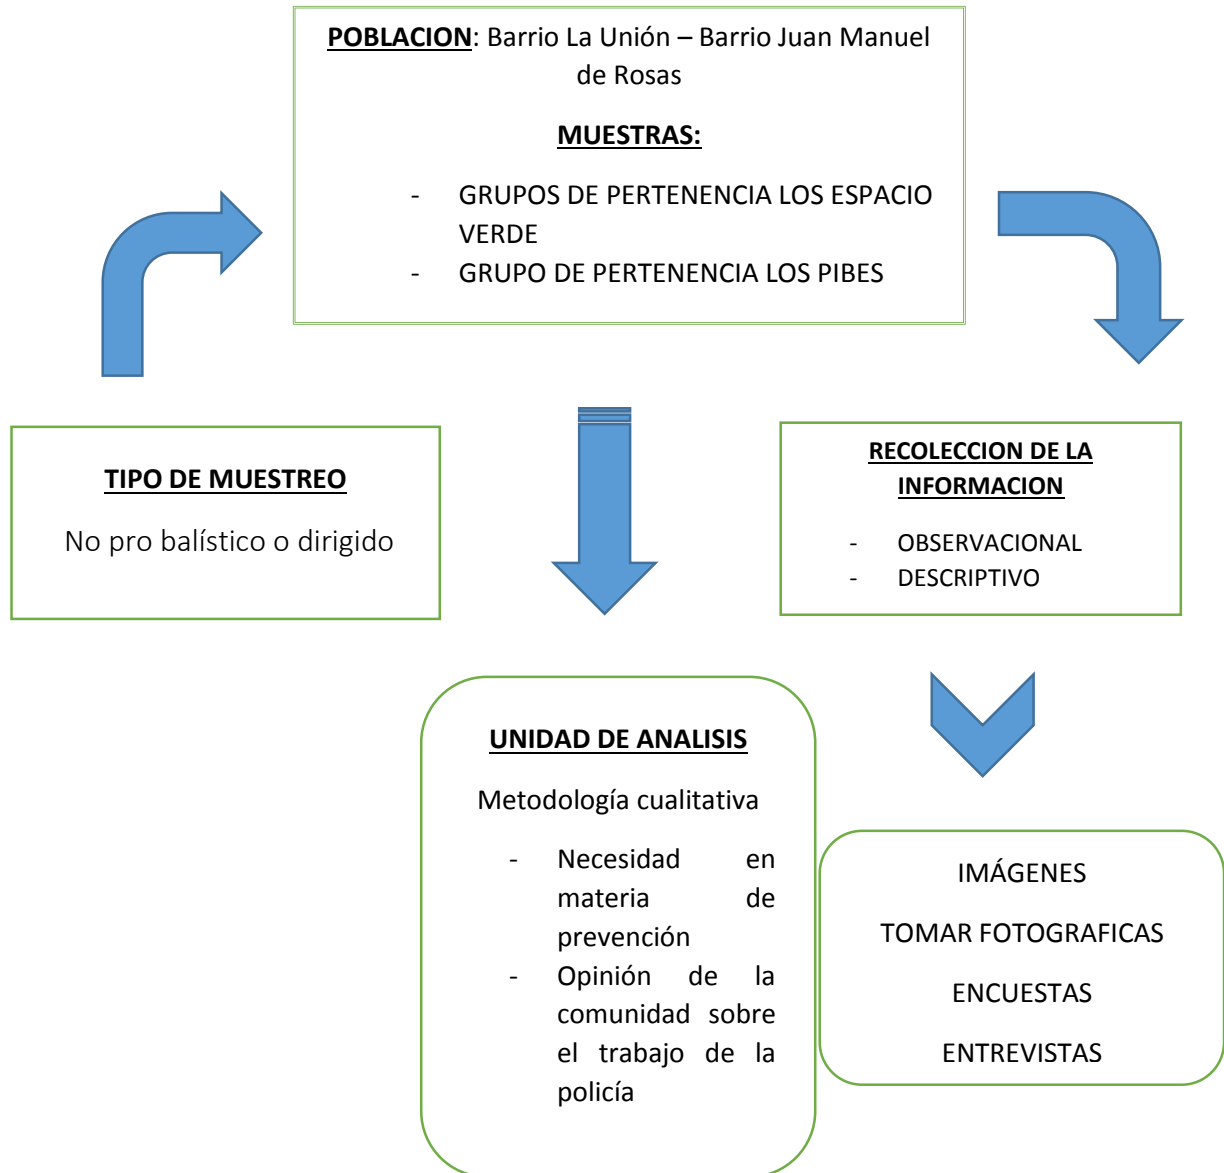 POBLACION: Barrio La Unión – Barrio Juan Manuel
de Rosas
MUESTRAS:
- GRUPOS DE PERTENENCIA LOS ESPACIO
VERDE
- GRUPO DE PERTENENCIA LOS PIBES
TIPO DE MUESTREO
No pro balístico o dirigido
RECOLECCION DE LA
INFORMACION
- OBSERVACIONAL
- DESCRIPTIVO
UNIDAD DE ANALISIS
Metodología cualitativa
- Necesidad en
materia de
prevención
- Opinión de la
comunidad sobre
el trabajo de la
policía
IMÁGENES
TOMAR FOTOGRAFICAS
ENCUESTAS
ENTREVISTAS